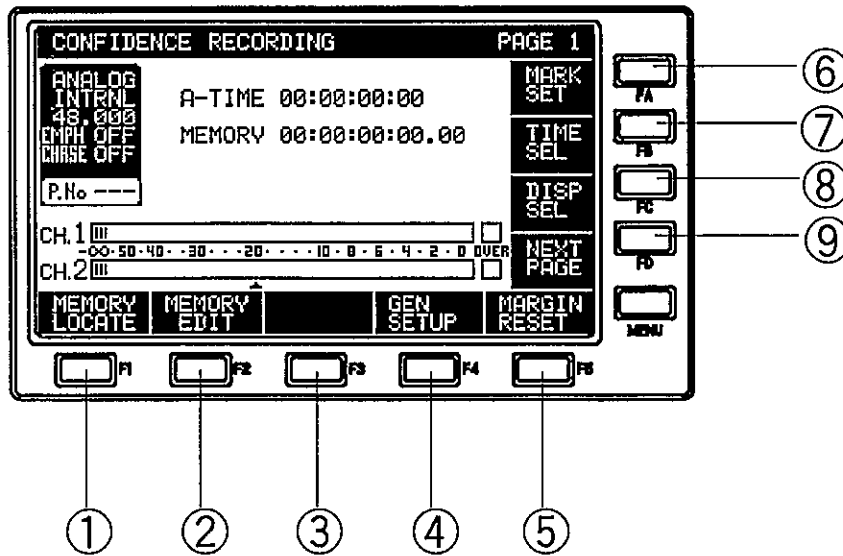 CONFIDENCE RECORDING PAGE 1
ANALOG
INTRNL
48.000
EMPH OFF
CHASE OFF
P.No ---
A-TIME 00:00:00:00
MEMORY 00:00:00:00.00
MARK SET
TIME SEL
DISP SEL
NEXT PAGE
CH.1
-∞·50·40··30···20····10·8·6·4·2·0 OVER
CH.2
MEMORY LOCATE
MEMORY EDIT
GEN SETUP
MARGIN RESET
FA
FB
FC
FD
MENU
F1 F2 F3 F4 F5
⑥
⑦
⑧
⑨
① ② ③ ④ ⑤